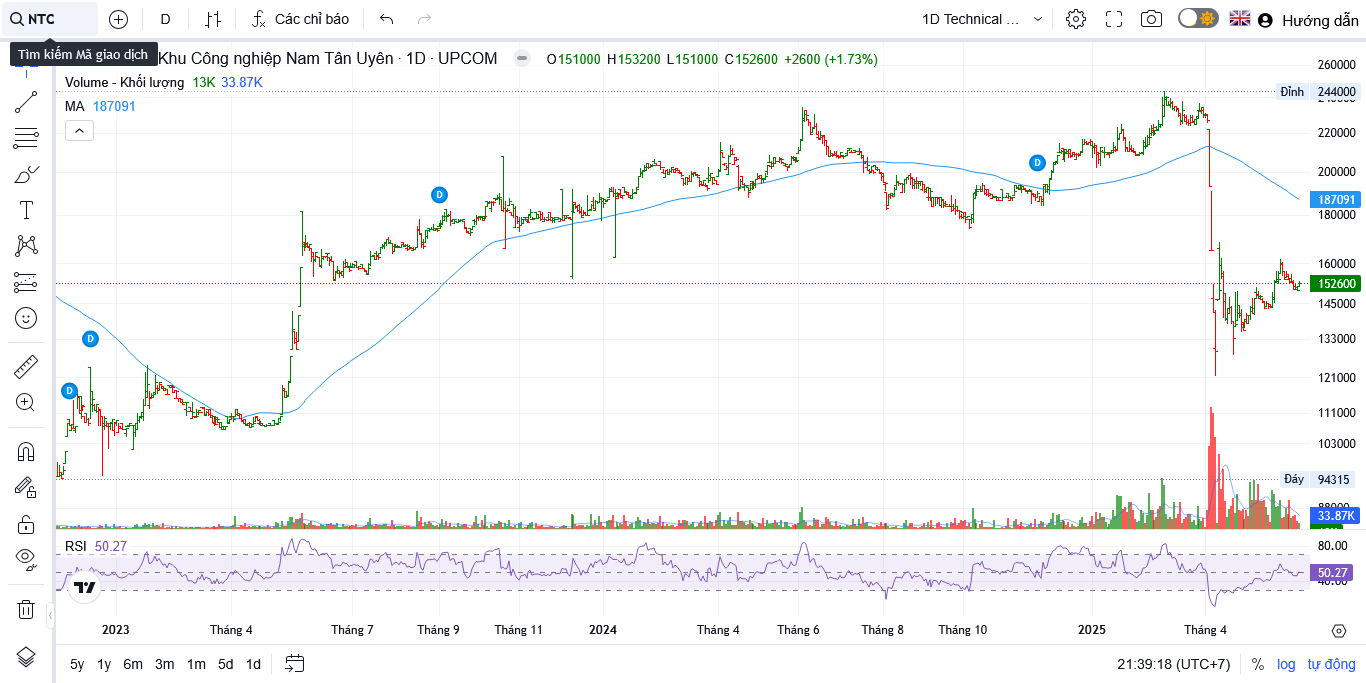 NTC
D
Các chỉ báo
1D Technical ...
Hướng dẫn
Tìm kiếm Mã giao dịch
Khu Công nghiệp Nam Tân Uyên · 1D · UPCOM
O151000 H153200 L151000 C152600 +2600 (+1.73%)
Volume - Khối lượng 13K 33.87K
MA 187091
260000
Đỉnh 244000
220000
200000
187091
180000
160000
152600
145000
133000
121000
111000
103000
Đáy 94315
33.87K
D
D
D
D
RSI 50.27
80.00
50.27
40.00
2023
Tháng 4
Tháng 7
Tháng 9
Tháng 11
2024
Tháng 4
Tháng 6
Tháng 8
Tháng 10
2025
Tháng 4
5y 1y 6m 3m 1m 5d 1d
21:39:18 (UTC+7)
% log tự động